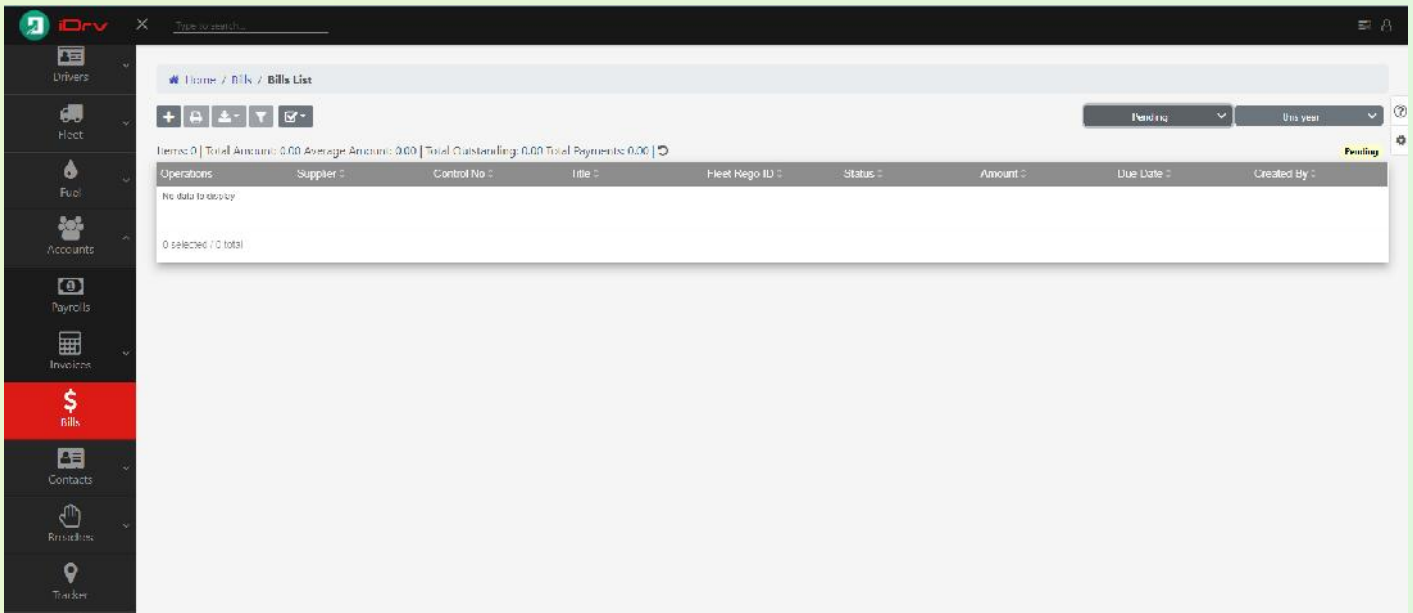 iDrv
Type to search...
Drivers
Fleet
Fuel
Accounts
Payrolls
Invoices
Bills
Contacts
Breaches
Tracker
Home / Bills / Bills List
Pending
this year
Items: 0 | Total Amount: 0.00 Average Amount: 0.00 | Total Outstanding: 0.00 Total Payments: 0.00 |
Pending
Operations Supplier Control No Title Fleet Rego ID Status Amount Due Date Created By
No data to display
0 selected / 0 total